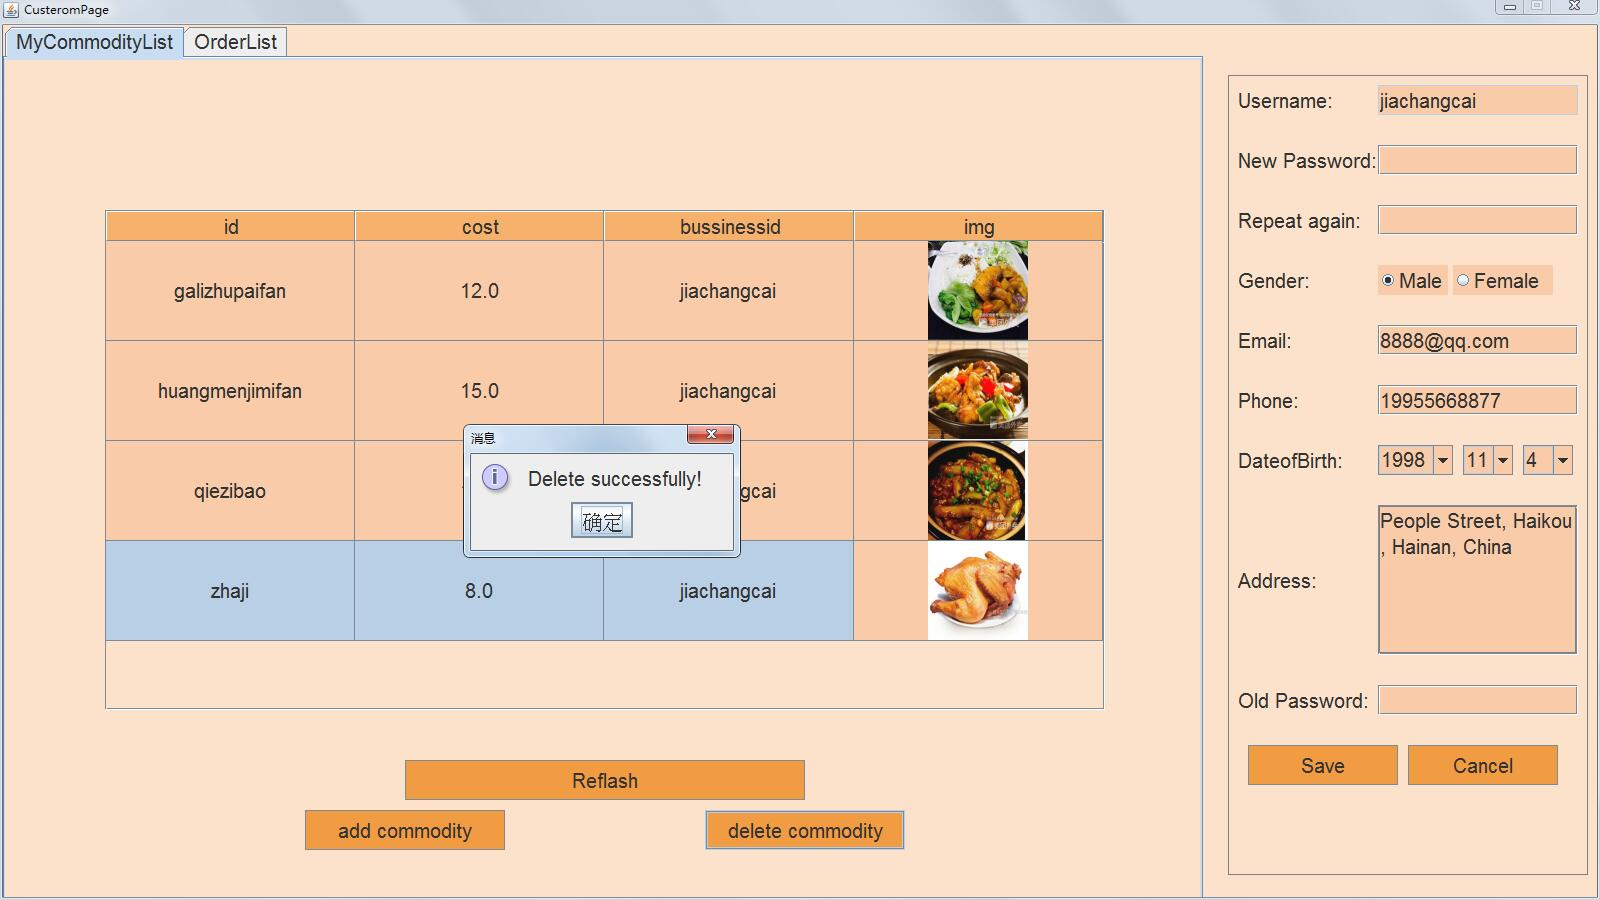 CusteromPage
MyCommodityList OrderList
id cost bussinessid img
galizhupaifan 12.0 jiachangcai
huangmenjimifan 15.0 jiachangcai
qiezibao gcai
zhaji 8.0 jiachangcai
消息
Delete successfully!
确定
Reflash
add commodity delete commodity
Username: jiachangcai
New Password:
Repeat again:
Gender: Male Female
Email: 8888@qq.com
Phone: 19955668877
DateofBirth: 1998 11 4
Address: People Street, Haikou
, Hainan, China
Old Password:
Save Cancel